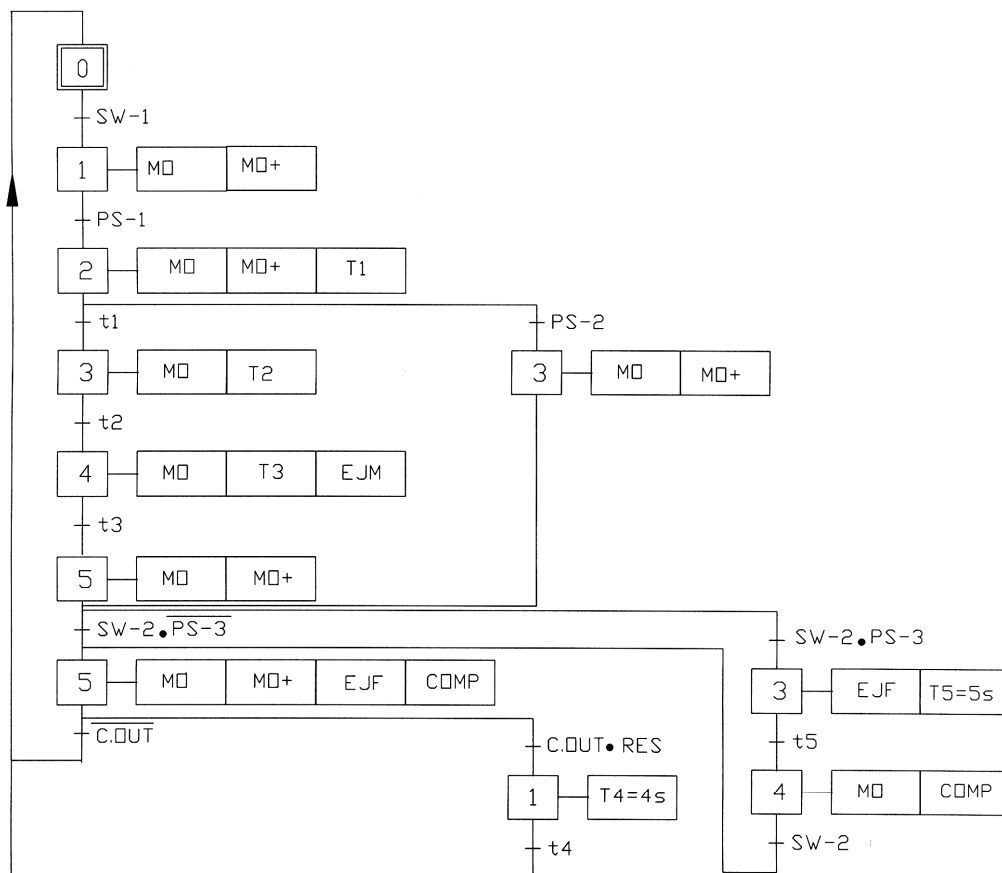 0
SW-1
1 MO MO+
PS-1
2 MO MO+ T1
t1 PS-2
3 MO T2 3 MO MO+
t2
4 MO T3 EJM
t3
5 MO MO+
SW-2•P̅S̅-̅3̅ SW-2•PS-3
5 MO MO+ EJF COMP 3 EJF T5=5s
C̅.̅O̅U̅T̅ C.OUT•RES t5
1 T4=4s 4 MO COMP
t4 SW-2